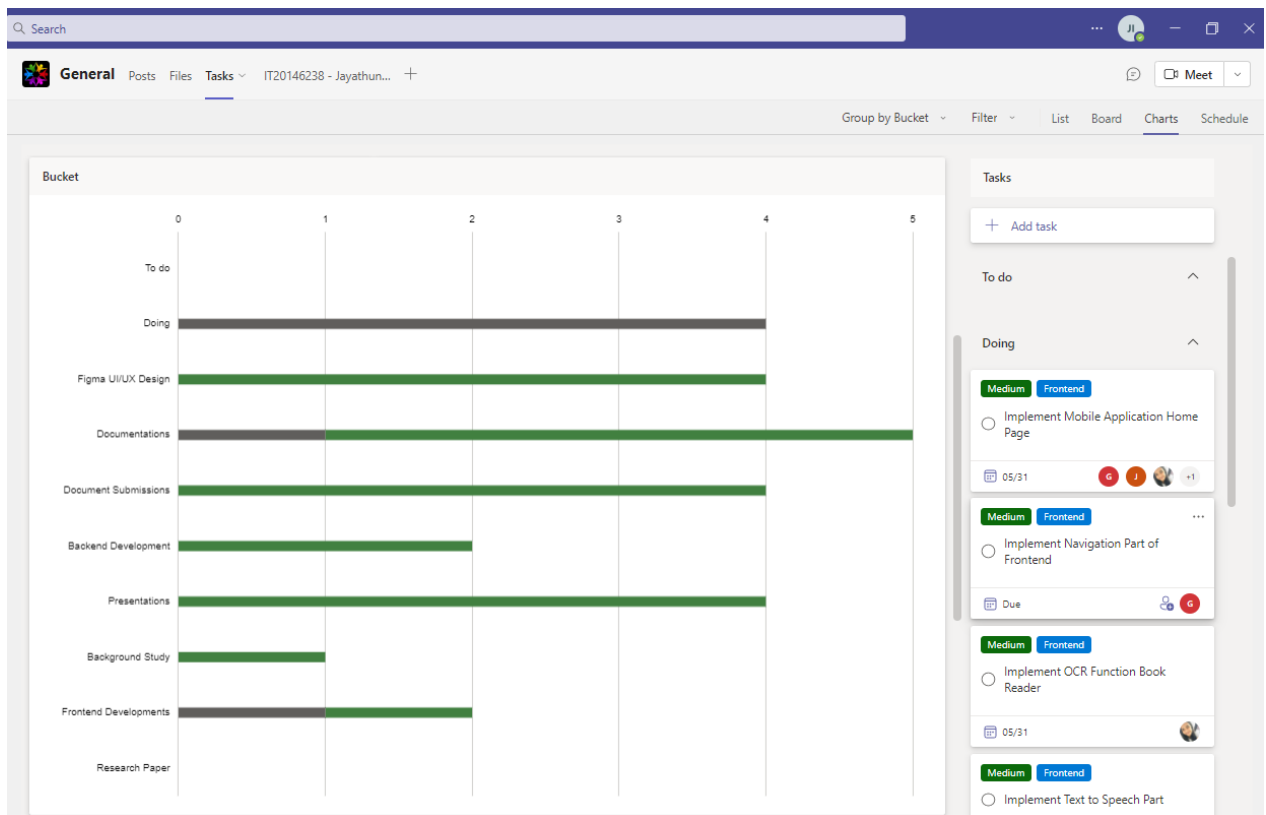 Search
...
JI
General Posts Files Tasks IT20146238 - Jayathun...
Meet
Group by Bucket Filter List Board Charts Schedule
Bucket
0 1 2 3 4 5
To do
Doing
Figma UI/UX Design
Documentations
Document Submissions
Backend Development
Presentations
Background Study
Frontend Developments
Research Paper
Tasks
Add task
To do
Doing
Medium Frontend
Implement Mobile Application Home
Page
05/31 G J +1
Medium Frontend ...
Implement Navigation Part of
Frontend
Due G
Medium Frontend
Implement OCR Function Book
Reader
05/31
Medium Frontend
Implement Text to Speech Part